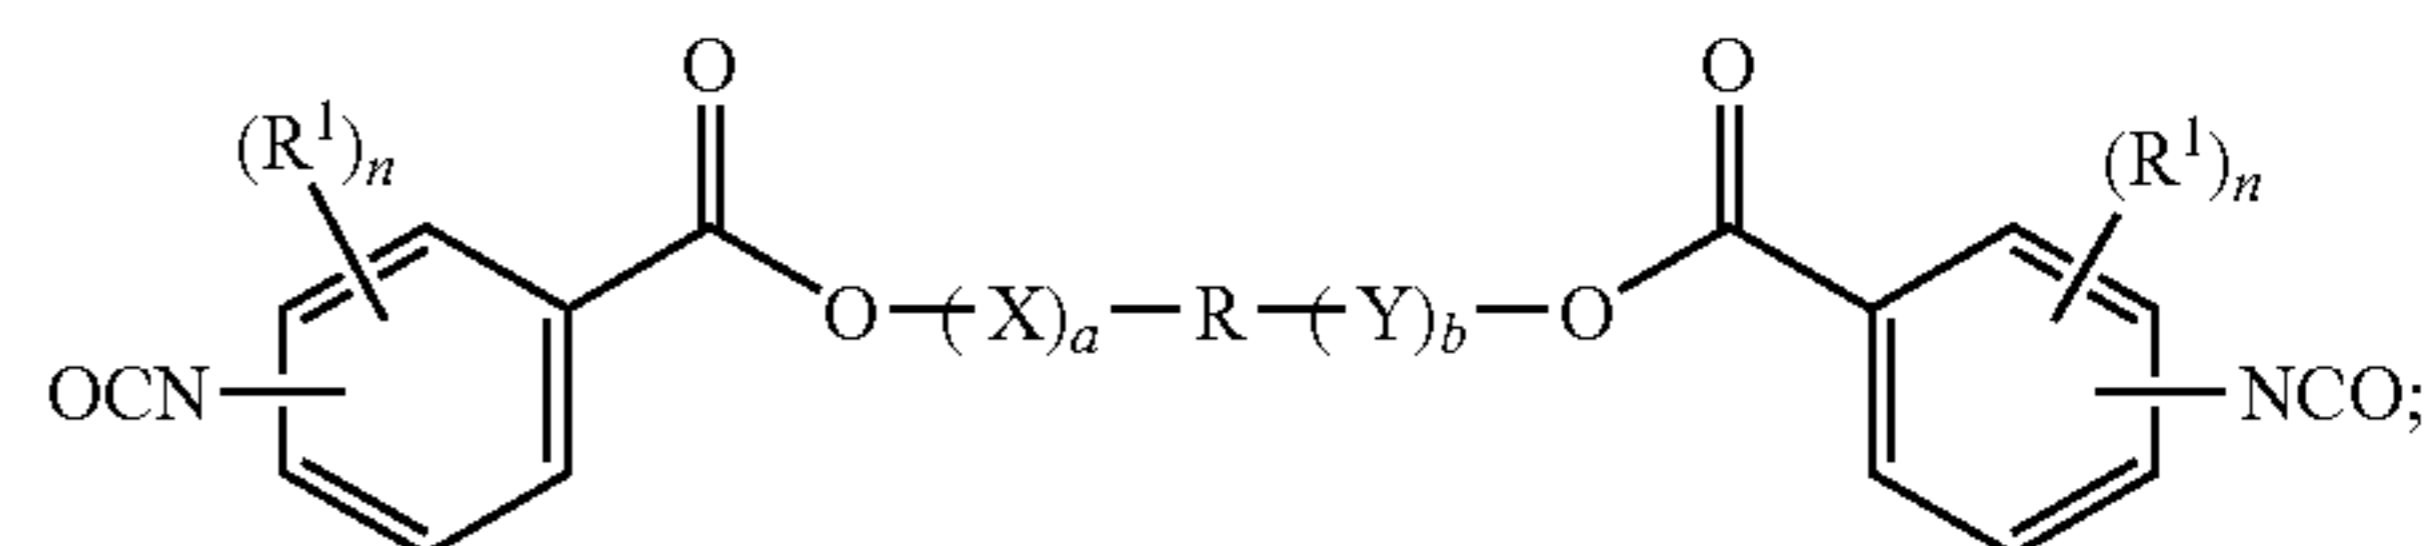 O O
(R¹)n (R¹)n
O—(X)a—R—(Y)b—O
OCN NCO;